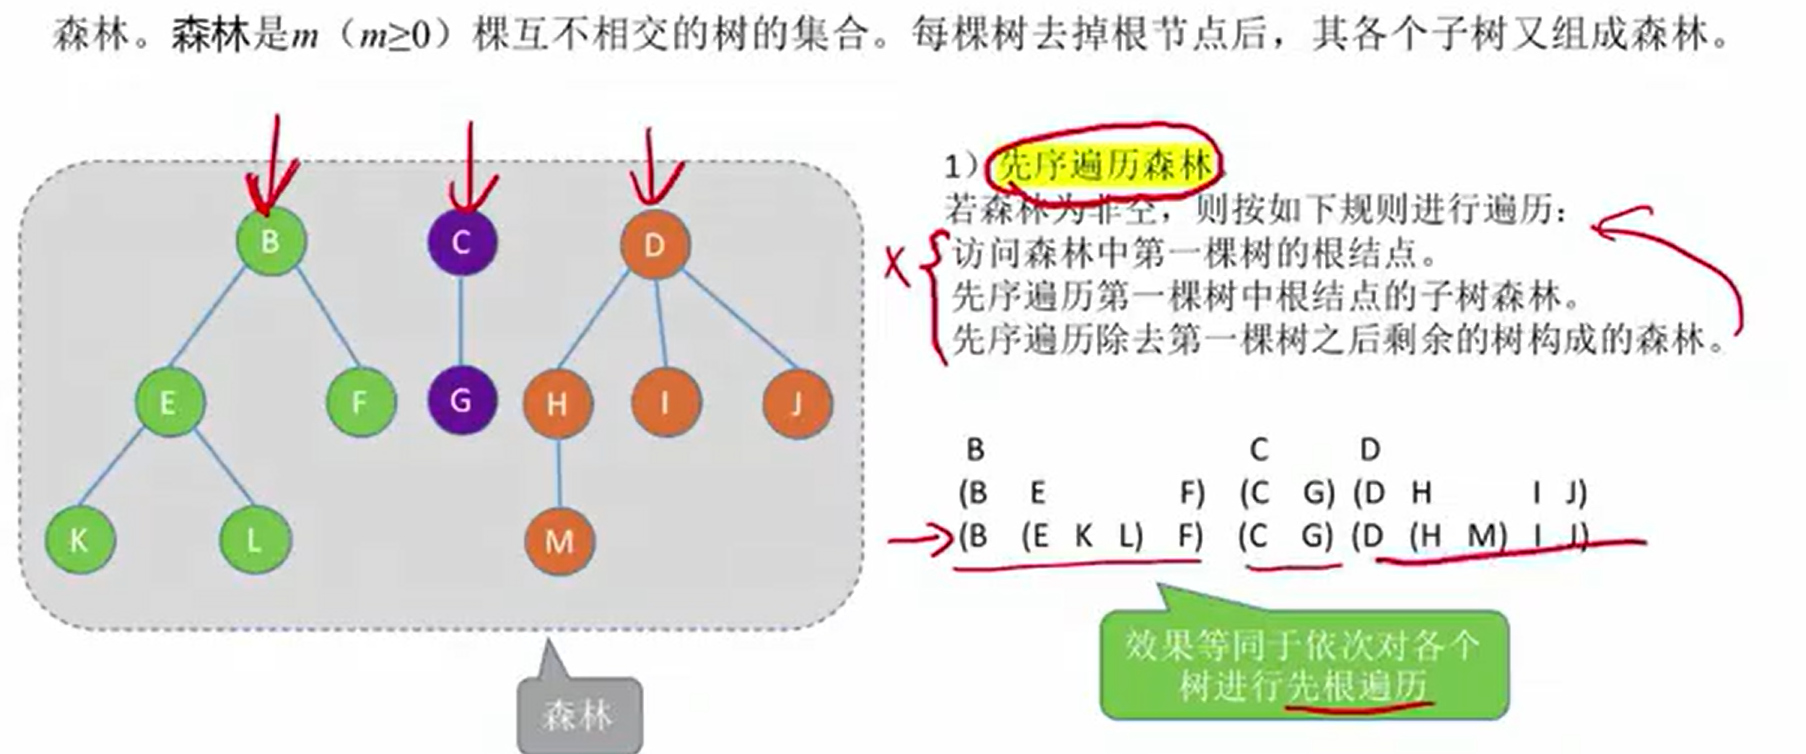 森林。森林是m（m≥0）棵互不相交的树的集合。每棵树去掉根节点后，其各个子树又组成森林。
1）先序遍历森林
若森林为非空，则按如下规则进行遍历：
访问森林中第一棵树的根结点。
先序遍历第一棵树中根结点的子树森林。
先序遍历除去第一棵树之后剩余的树构成的森林。
X
B C D
E F G H I J
K L M
B C D
(B E F) (C G) (D H I J)
(B (E K L) F) (C G) (D (H M) I J)
效果等同于依次对各个
树进行先根遍历
森林